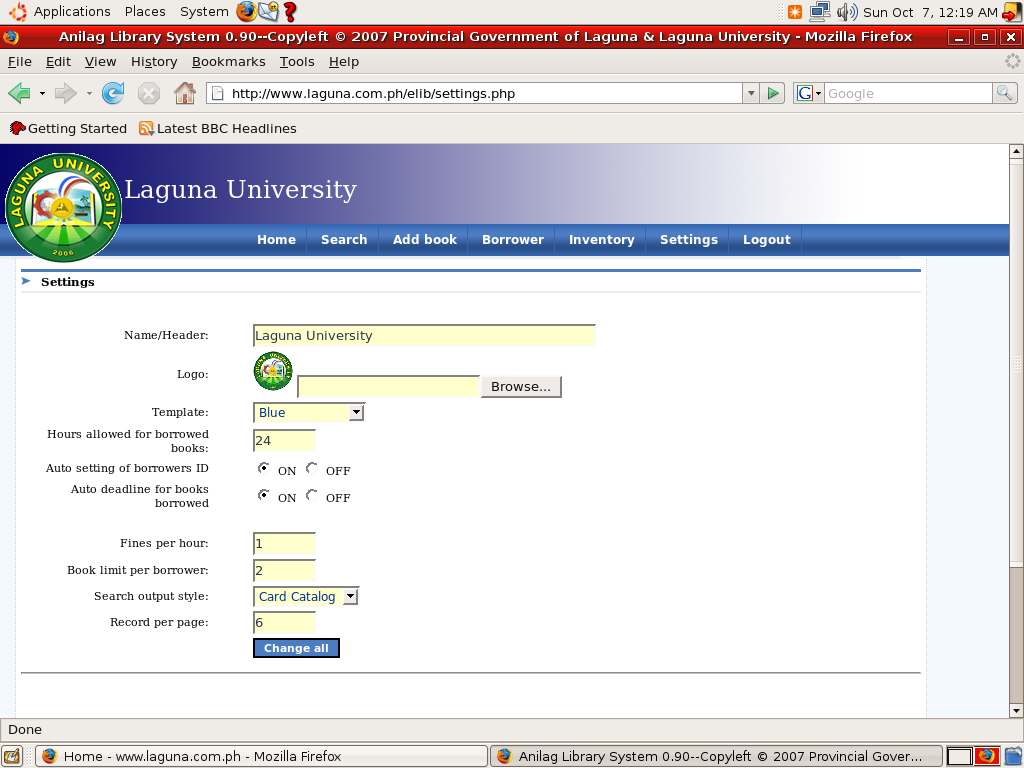 Applications Places System Sun Oct 7, 12:19 AM
Anilag Library System 0.90--Copyleft © 2007 Provincial Government of Laguna & Laguna University - Mozilla Firefox
File Edit View History Bookmarks Tools Help
http://www.laguna.com.ph/elib/settings.php G Google
Getting Started Latest BBC Headlines
LAGUNA UNIVERSITY
2006
Laguna University
Home Search Add book Borrower Inventory Settings Logout
Settings
Name/Header: Laguna University
Logo: Browse...
Template: Blue
Hours allowed for borrowed
books: 24
Auto setting of borrowers ID ON OFF
Auto deadline for books
borrowed ON OFF
Fines per hour: 1
Book limit per borrower: 2
Search output style: Card Catalog
Record per page: 6
Change all
Done
Home - www.laguna.com.ph - Mozilla Firefox Anilag Library System 0.90--Copyleft © 2007 Provincial Gover...